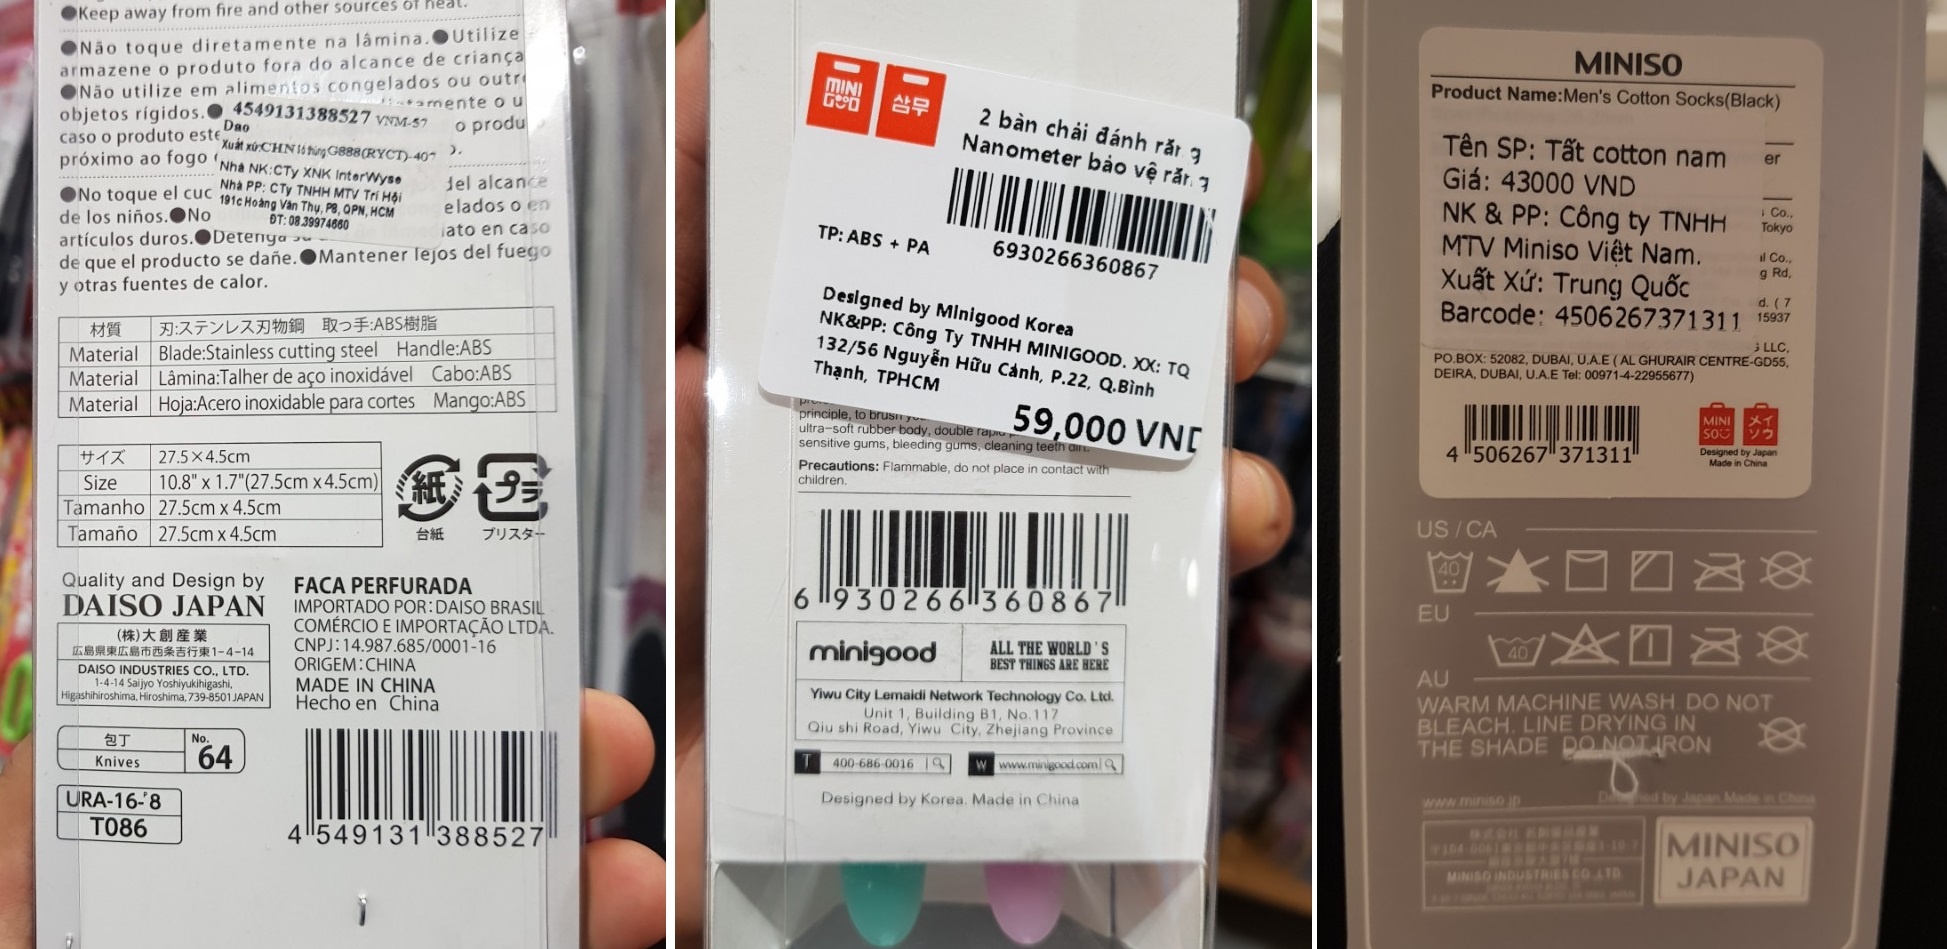 ●Keep away from fire and other sources of heat.
●Não toque diretamente na lâmina.●Utilize
armazene o produto fora do alcance de criança
●Não utilize em alimentos congelados ou outr
objetos rígidos.●
tamente o u
caso o produto este
o produ
próximo ao fogo
4549131388527 VNM-57
Dao
Xuất xứ:CHN lô thùng G888(RYCT)-407
Nhà NK:CTy XNK InterWyse
Nhà PP: CTy TNHH MTV Trí Hội
191c Hoàng Văn Thụ, P8, QPN, HCM
ĐT: 08.39974660
●No toque el cuc
del alcance
de los niños.●No
elados o en
artículos duros.●Detenga su
iato en caso
de que el producto se dañe.●Mantener lejos del fuego
y otras fuentes de calor.
材質 刃:ステンレス刃物鋼 取っ手:ABS樹脂
Material Blade:Stainless cutting steel Handle:ABS
Material Lâmina:Talher de aço inoxidável Cabo:ABS
Material Hoja:Acero inoxidable para cortes Mango:ABS
サイズ 27.5×4.5cm
Size 10.8" x 1.7"(27.5cm x 4.5cm)
Tamanho 27.5cm x 4.5cm
Tamaño 27.5cm x 4.5cm
紙
台紙
プラ
ブリスター
Quality and Design by
DAISO JAPAN
(株)大創産業
広島県東広島市西条吉行東1-4-14
DAISO INDUSTRIES CO., LTD.
1-4-14 Saijyo Yoshiyukihigashi,
Higashihiroshima, Hiroshima, 739-8501 JAPAN
FACA PERFURADA
IMPORTADO POR:DAISO BRASIL
COMÉRCIO E IMPORTAÇÃO LTDA.
CNPJ:14.987.685/0001-16
ORIGEM:CHINA
MADE IN CHINA
Hecho en China
包丁
Knives
No.
64
URA-16-'8
T086
4 549131 388527
MINI
GOOD
삼무
2 bàn chải đánh răng
Nanometer bảo vệ răng
6930266360867
TP: ABS + PA
Designed by Minigood Korea
NK&PP: Công Ty TNHH MINIGOOD. XX: TQ
132/56 Nguyễn Hữu Cảnh, P.22, Q.Bình
Thạnh, TPHCM
59,000 VND
principle, to brush
ultra-soft rubber body, double rapid
sensitive gums, bleeding gums, cleaning teeth dirt.
Precautions: Flammable, do not place in contact with
children.
6 930266 360867
minigood
ALL THE WORLD'S
BEST THINGS ARE HERE
Yiwu City Lemaidi Network Technology Co. Ltd.
Unit 1, Building B1, No.117
Qiu shi Road, Yiwu City, Zhejiang Province
T 400-686-0016
W www.minigood.com
Designed by Korea. Made in China
MINISO
Product Name:Men's Cotton Socks(Black)
Tên SP: Tất cotton nam
Giá: 43000 VND
NK & PP: Công ty TNHH
MTV Miniso Việt Nam.
Xuất Xứ: Trung Quốc
Barcode: 4506267371311
er
Co.,
Tokyo
l Co.,
g Rd,
d. ( 7
15937
LLC,
PO.BOX: 52082, DUBAI, U.A.E ( AL GHURAIR CENTRE-GD55,
DEIRA, DUBAI, U.A.E Tel: 00971-4-22955677)
4 506267 371311
MINI
SO
メイ
ソウ
Designed by Japan
Made in China
US / CA
40
EU
40
AU
WARM MACHINE WASH DO NOT
BLEACH. LINE DRYING IN
THE SHADE DO NOT IRON
www.miniso.jp
Designed by Japan Made in China
MINISO INDUSTRIES CO.,LTD.
MINISO
JAPAN